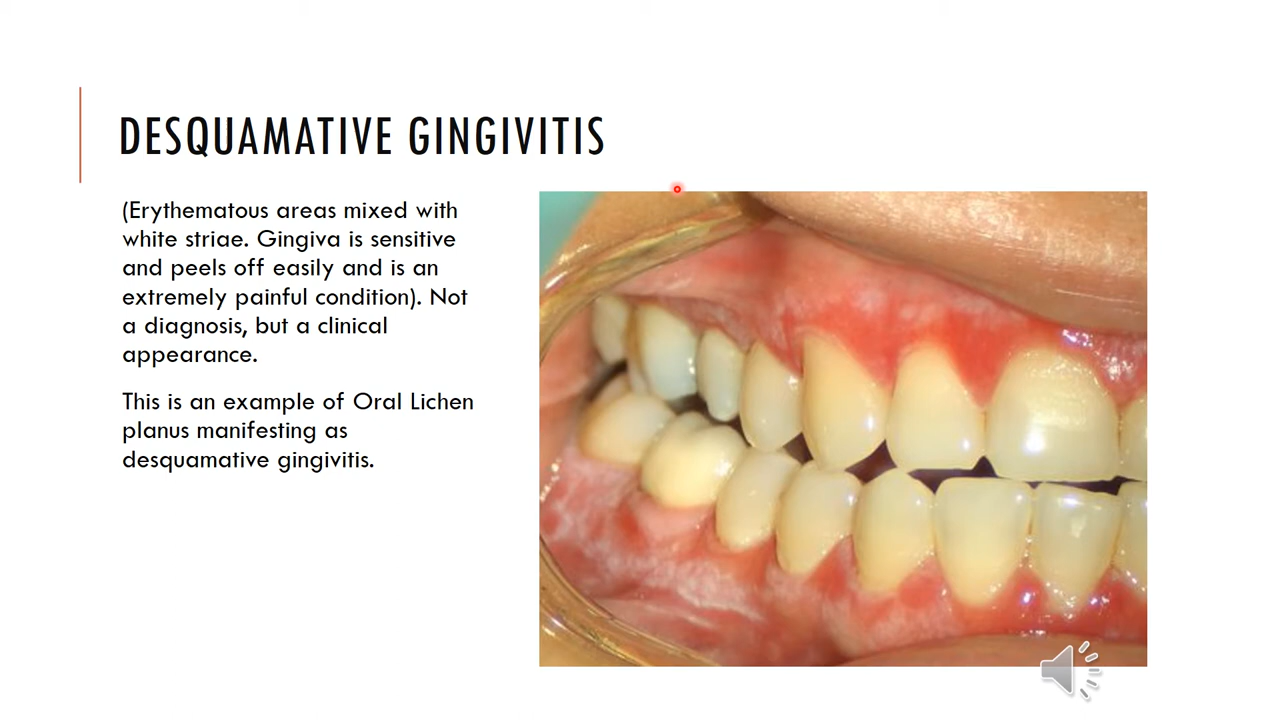 DESQUAMATIVE GINGIVITIS
(Erythematous areas mixed with
white striae. Gingiva is sensitive
and peels off easily and is an
extremely painful condition). Not
a diagnosis, but a clinical
appearance.
This is an example of Oral Lichen
planus manifesting as
desquamative gingivitis.